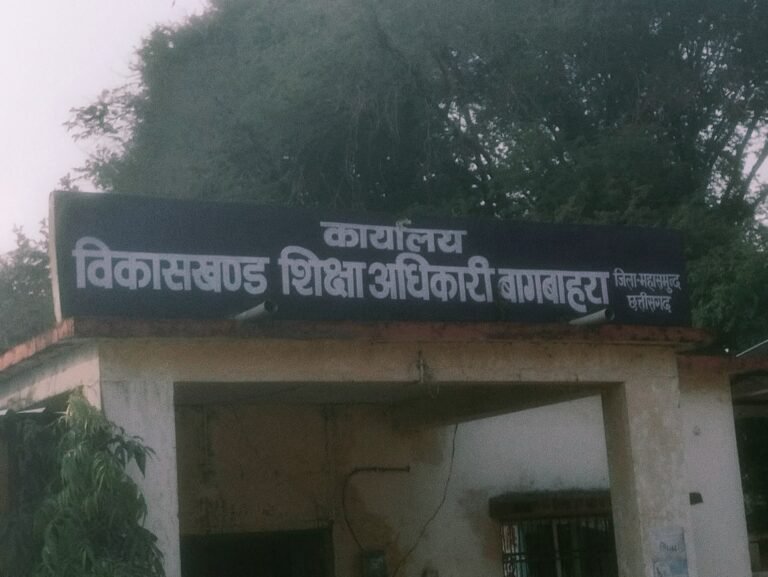 कार्यालय
विकासखण्ड शिक्षा अधिकारी बागबाहरा जिला-महासमुन्द
छत्तीसगढ़